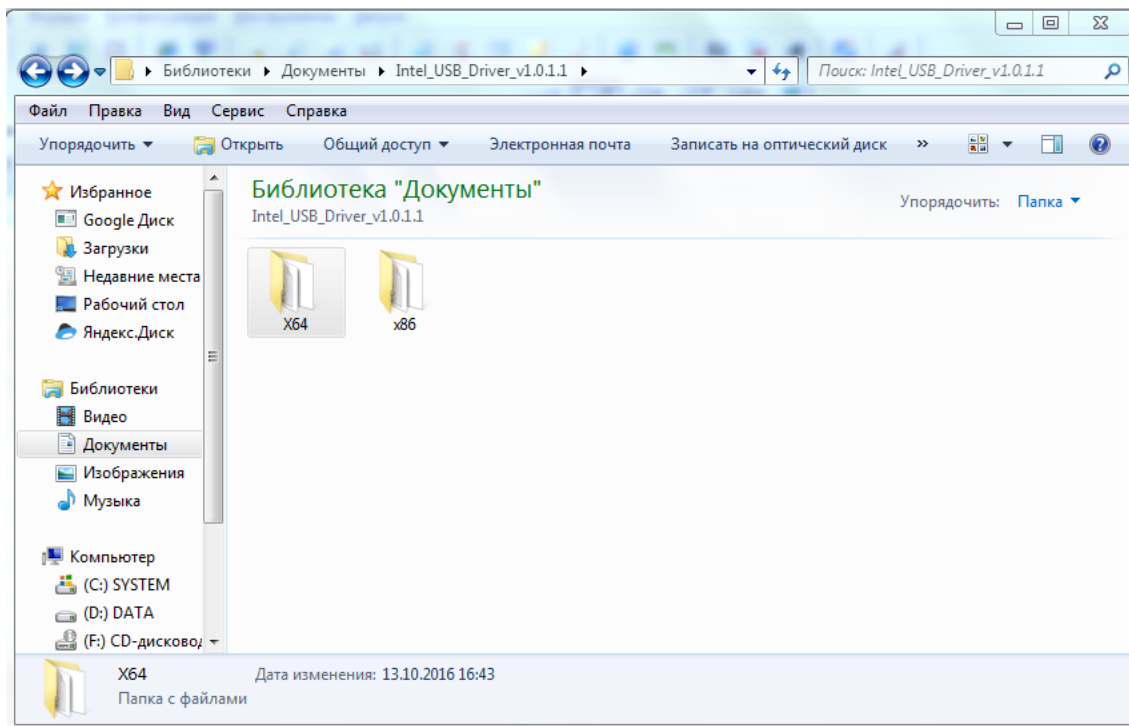 Библиотеки Документы Intel_USB_Driver_v1.0.1.1
Поиск: Intel_USB_Driver_v1.0.1.1
Файл Правка Вид Сервис Справка
Упорядочить Открыть Общий доступ Электронная почта Записать на оптический диск »
Избранное
Google Диск
Загрузки
Недавние места
Рабочий стол
Яндекс.Диск
Библиотеки
Видео
Документы
Изображения
Музыка
Компьютер
(C:) SYSTEM
(D:) DATA
(F:) CD-дисковод
Библиотека "Документы"
Intel_USB_Driver_v1.0.1.1
Упорядочить: Папка
X64
x86
X64 Дата изменения: 13.10.2016 16:43
Папка с файлами